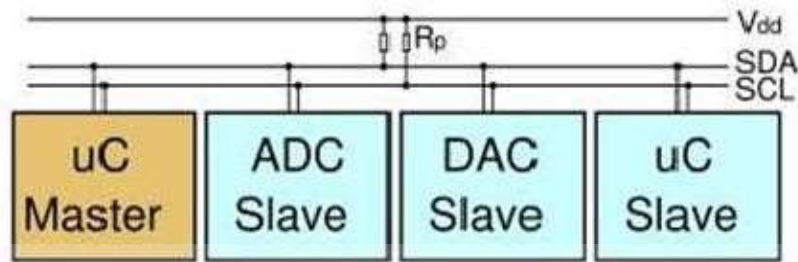 Vdd
Rp
SDA
SCL
uC
Master
ADC
Slave
DAC
Slave
uC
Slave